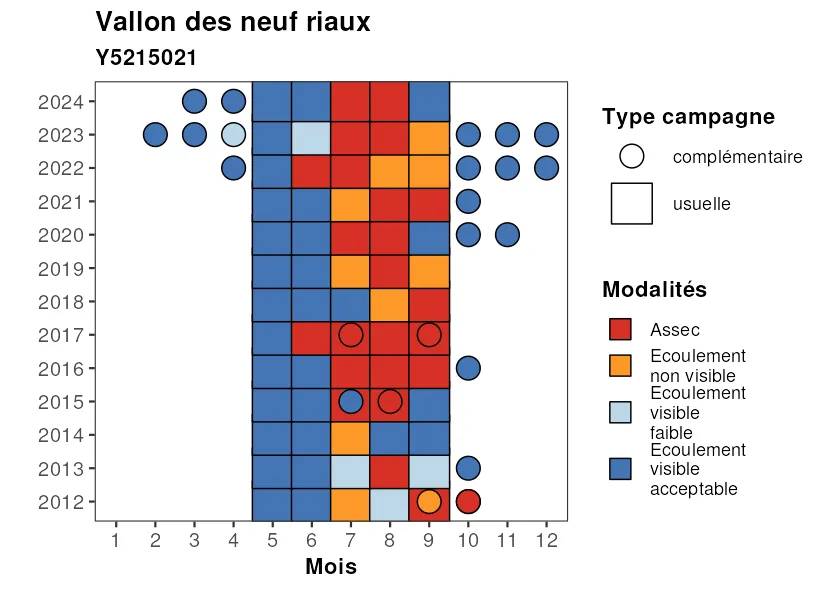 Vallon des neuf riaux
Y5215021
2024
2023
2022
2021
2020
2019
2018
2017
2016
2015
2014
2013
2012
1 2 3 4 5 6 7 8 9 10 11 12
Mois
Type campagne
complémentaire
usuelle
Modalités
Assec
Ecoulement
non visible
Ecoulement
visible
faible
Ecoulement
visible
acceptable